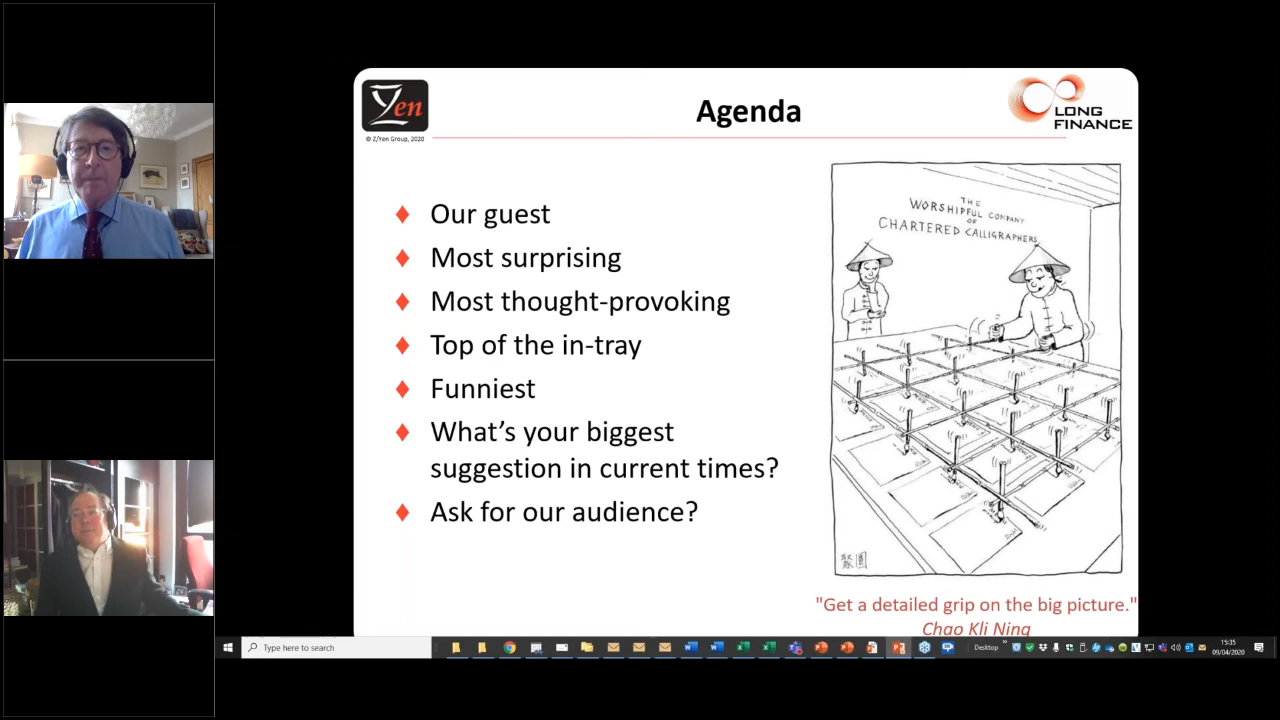 Yen
© Z/Yen Group, 2020
Agenda
LONG
FINANCE
Our guest
Most surprising
Most thought-provoking
Top of the in-tray
Funniest
What’s your biggest
suggestion in current times?
Ask for our audience?
THE
WORSHIPFUL COMPANY
OF
CHARTERED CALLIGRAPHERS
"Get a detailed grip on the big picture."
Chao Kli Ning
Type here to search
Desktop
15:35
09/04/2020